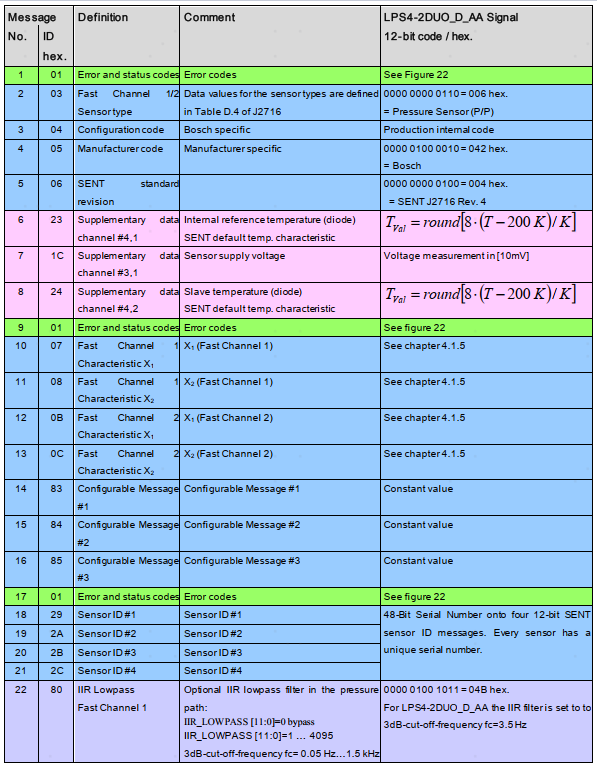 Message Definition Comment LPS4-2DUO_D_AA Signal
No. ID 12-bit code / hex.
hex.
1 01 Error and status codes Error codes See Figure 22
2 03 Fast Channel 1/2 Data values for the sensor types are defined 0000 0000 0110 = 006 hex.
Sensor type in Table D.4 of J2716 = Pressure Sensor (P/P)
3 04 Configuration code Bosch specific Production internal code
4 05 Manufacturer code Manufacturer specific 0000 0100 0010 = 042 hex.
= Bosch
5 06 SENT standard 0000 0000 0100 = 004 hex.
revision = SENT J2716 Rev. 4
6 23 Supplementary data Internal reference temperature (diode) T_Val = round[8·(T − 200 K)/ K]
channel #4,1 SENT default temp. characteristic
7 1C Supplementary data Sensor supply voltage Voltage measurement in [10mV]
channel #3,1
8 24 Supplementary data Slave temperature (diode) T_Val = round[8·(T − 200 K)/ K]
channel #4,2 SENT default temp. characteristic
9 01 Error and status codes Error codes See figure 22
10 07 Fast Channel 1 X₁ (Fast Channel 1) See chapter 4.1.5
Characteristic X₁
11 08 Fast Channel 1 X₂ (Fast Channel 1) See chapter 4.1.5
Characteristic X₂
12 0B Fast Channel 2 X₁ (Fast Channel 2) See chapter 4.1.5
Characteristic X₁
13 0C Fast Channel 2 X₂ (Fast Channel 2) See chapter 4.1.5
Characteristic X₂
14 83 Configurable Message Configurable Message #1 Constant value
#1
15 84 Configurable Message Configurable Message #2 Constant value
#2
16 85 Configurable Message Configurable Message #3 Constant value
#3
17 01 Error and status codes Error codes See figure 22
18 29 Sensor ID #1 Sensor ID #1 48-Bit Serial Number onto four 12-bit SENT
19 2A Sensor ID #2 Sensor ID #2 sensor ID messages. Every sensor has a
20 2B Sensor ID #3 Sensor ID #3 unique serial number.
21 2C Sensor ID #4 Sensor ID #4
22 80 IIR Lowpass Optional IIR lowpass filter in the pressure 0000 0100 1011 = 04B hex.
Fast Channel 1 path: For LPS4-2DUO_D_AA the IIR filter is set to to
IIR_LOWPASS [11:0]=0 bypass 3dB-cut-off-frequency fc=3.5 Hz
IIR_LOWPASS [11:0]=1 … 4095
3dB-cut-off-frequency fc= 0.05 Hz…1.5 kHz